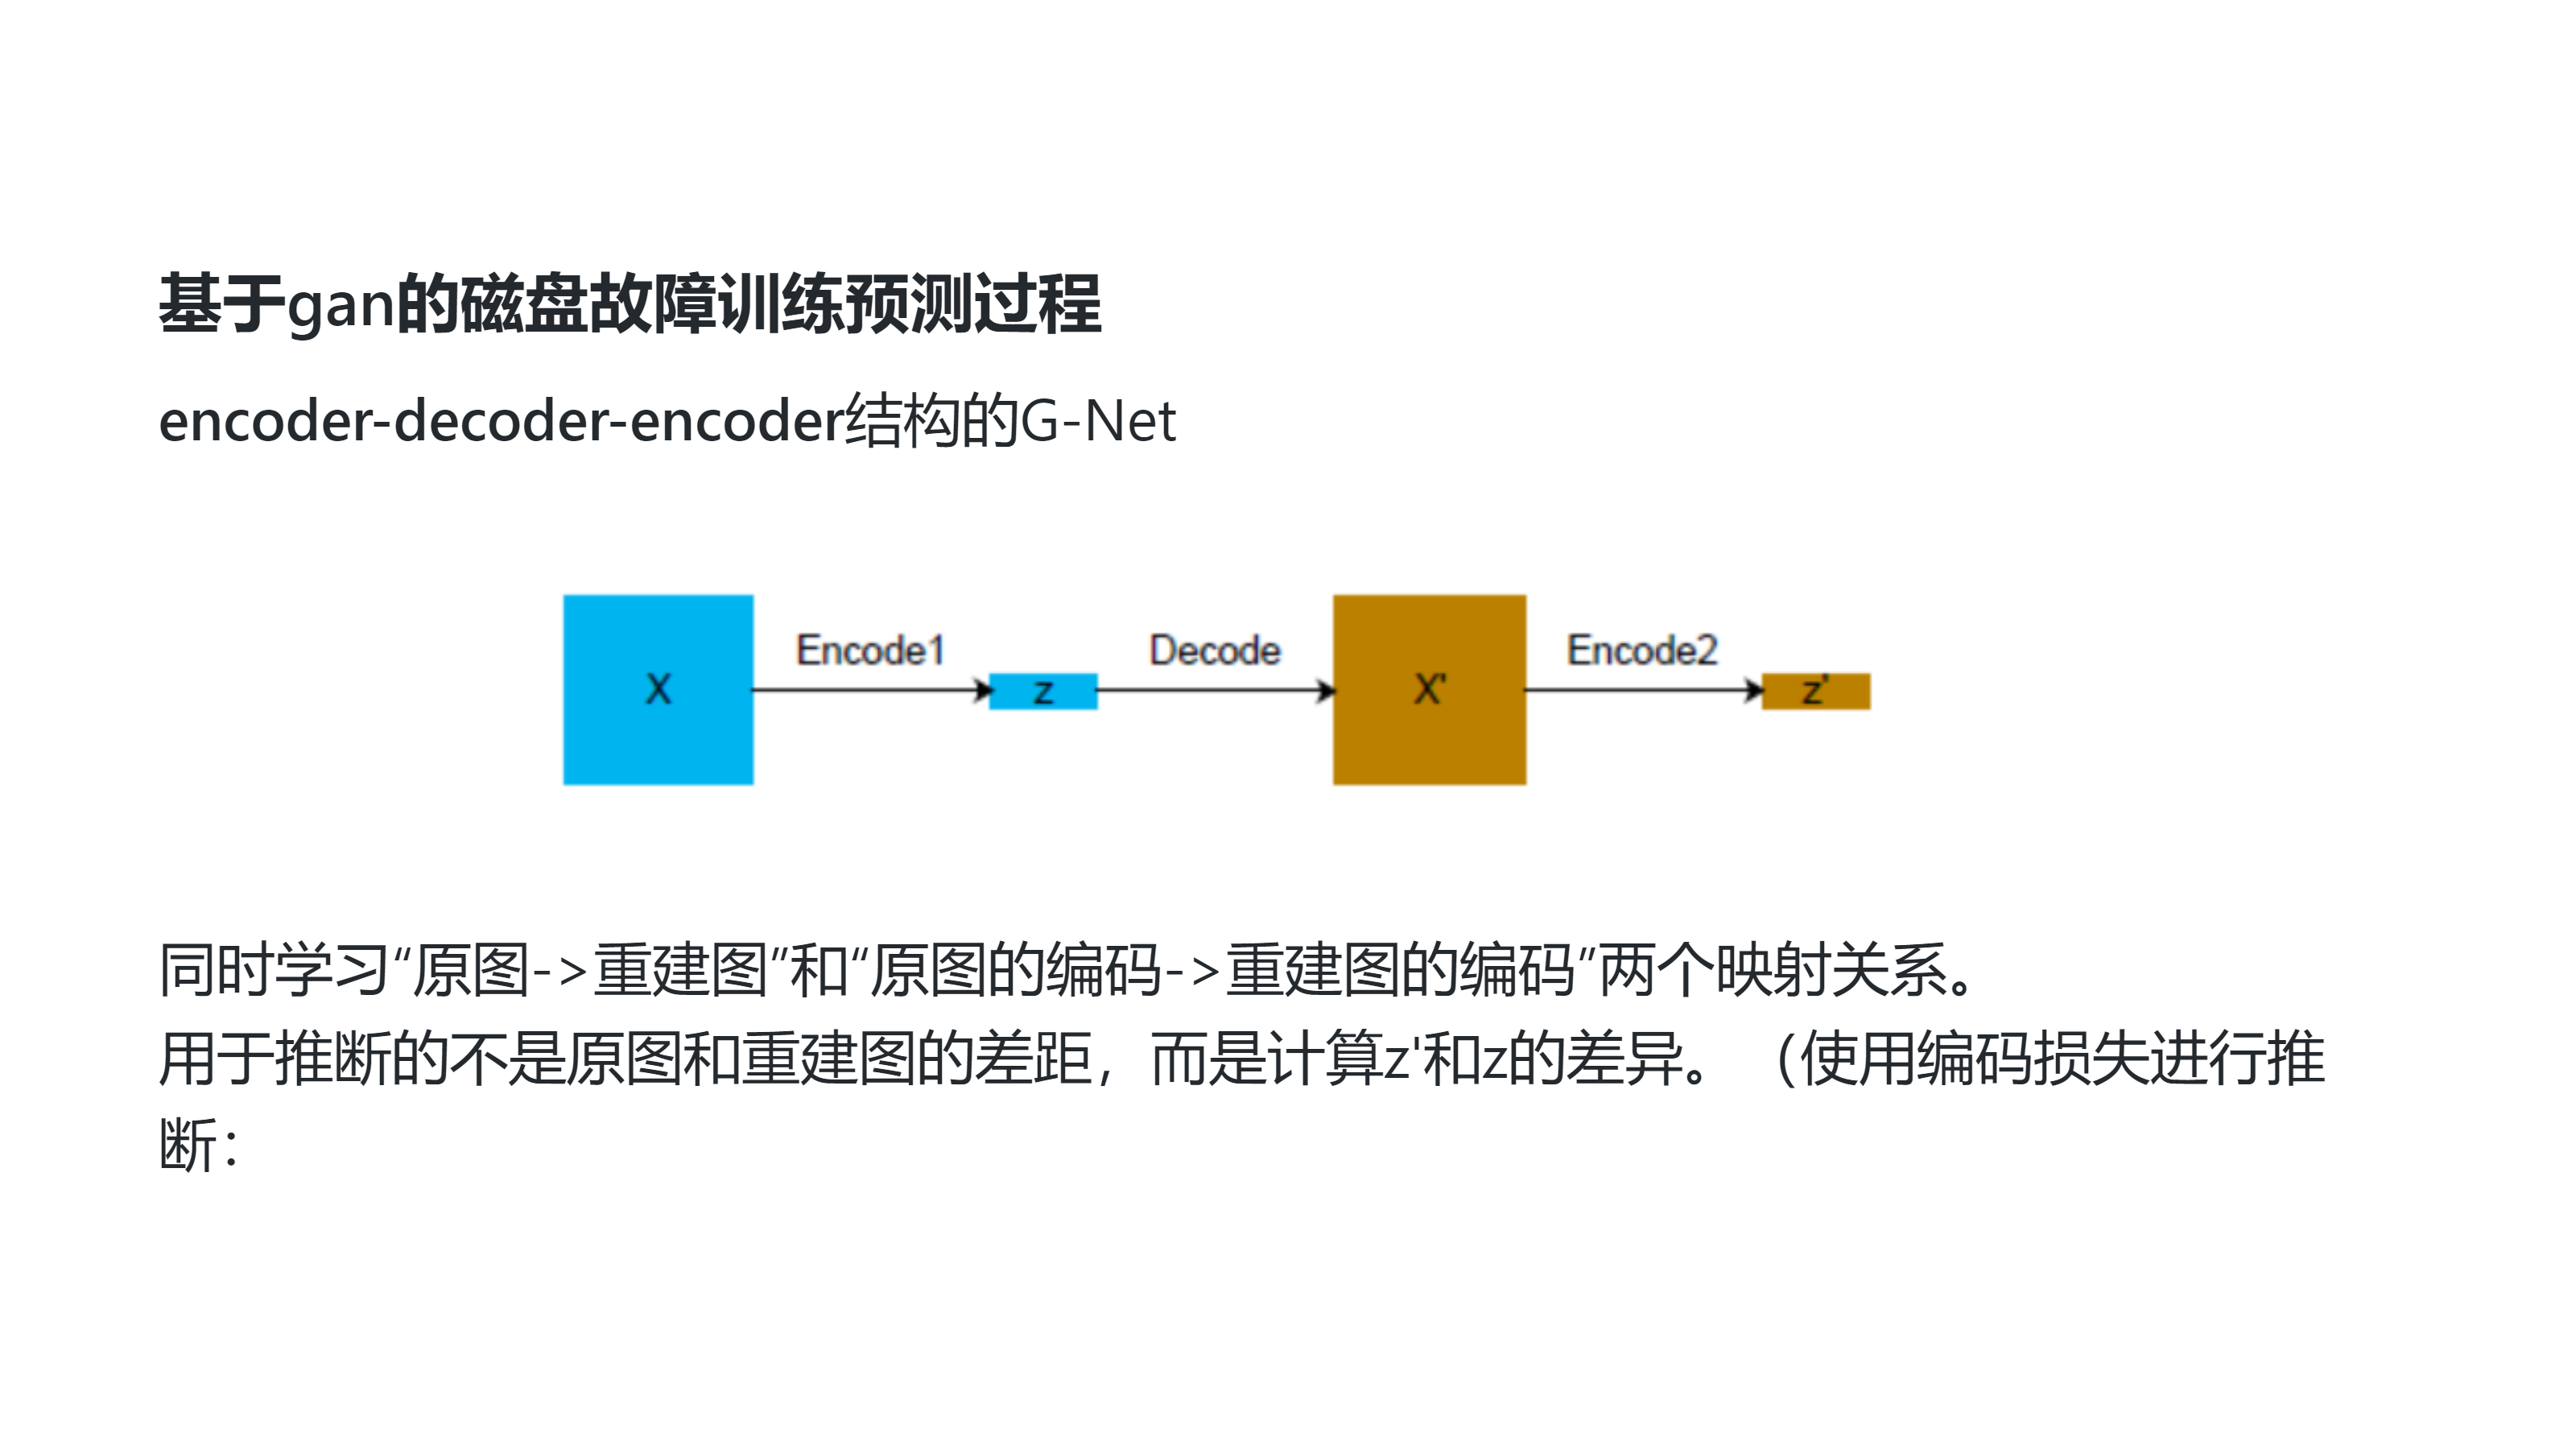 基于gan的磁盘故障训练预测过程
encoder-decoder-encoder结构的G-Net
X
Encode1
z
Decode
X'
Encode2
z'
同时学习“原图->重建图”和“原图的编码->重建图的编码”两个映射关系。
用于推断的不是原图和重建图的差距，而是计算z'和z的差异。（使用编码损失进行推
断：